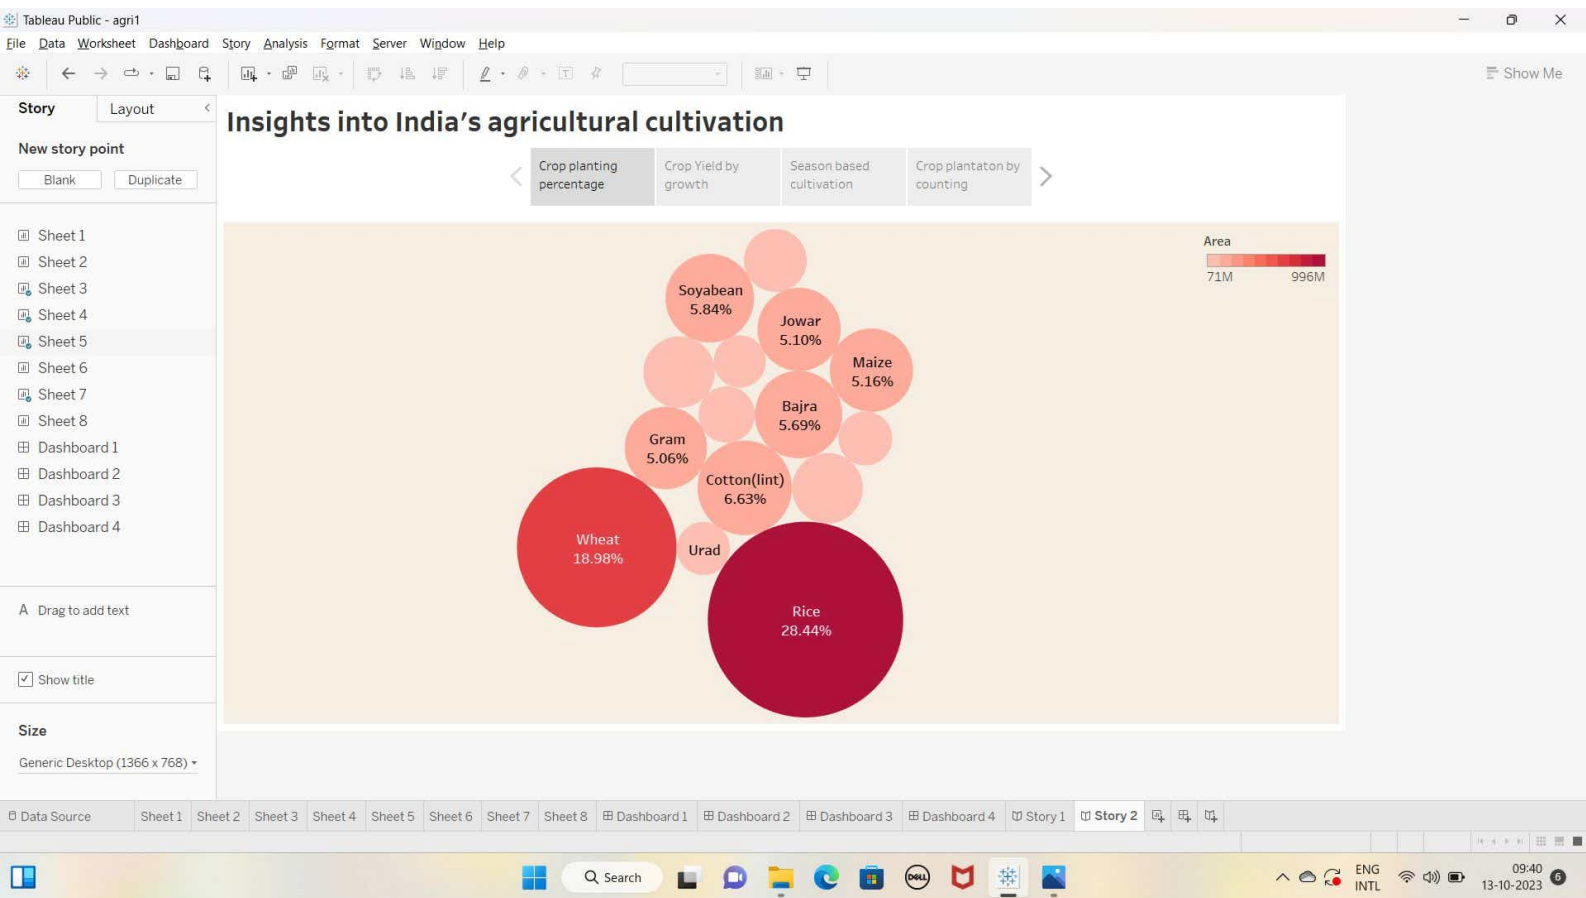 Tableau Public - agri1
File Data Worksheet Dashboard Story Analysis Format Server Window Help
Show Me
Story Layout
Insights into India's agricultural cultivation
New story point
Blank Duplicate
Crop planting
percentage
Crop Yield by
growth
Season based
cultivation
Crop plantaton by
counting
Sheet 1
Sheet 2
Sheet 3
Sheet 4
Sheet 5
Sheet 6
Sheet 7
Sheet 8
Dashboard 1
Dashboard 2
Dashboard 3
Dashboard 4
A Drag to add text
Show title
Size
Generic Desktop (1366 x 768)
Area
71M 996M
Soyabean
5.84%
Jowar
5.10%
Maize
5.16%
Bajra
5.69%
Gram
5.06%
Cotton(lint)
6.63%
Wheat
18.98%
Urad
Rice
28.44%
Data Source Sheet 1 Sheet 2 Sheet 3 Sheet 4 Sheet 5 Sheet 6 Sheet 7 Sheet 8 Dashboard 1 Dashboard 2 Dashboard 3 Dashboard 4 Story 1 Story 2
Search
DELL
ENG
INTL
09:40
13-10-2023
6